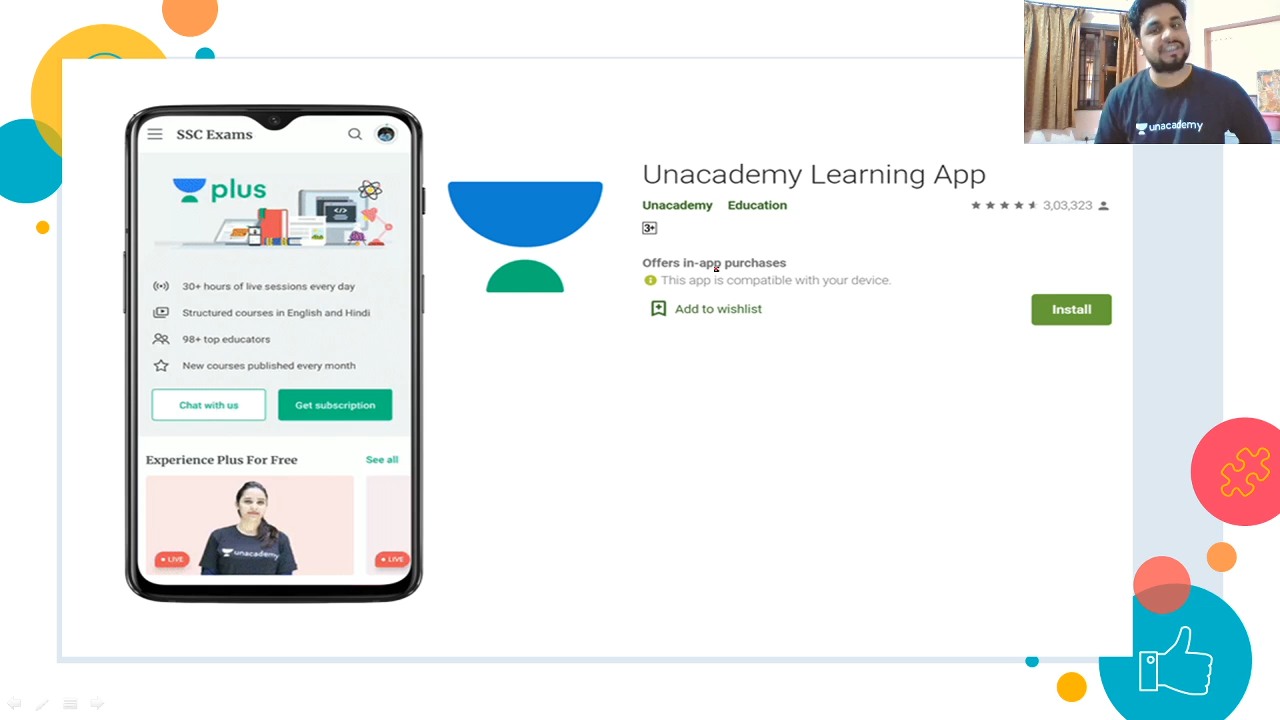 SSC Exams
plus
30+ hours of live sessions every day
Structured courses in English and Hindi
98+ top educators
New courses published every month
Chat with us
Get subscription
Experience Plus For Free
See all
unacademy
LIVE
LIVE
Unacademy Learning App
Unacademy Education
3,03,323
3+
Offers in-app purchases
This app is compatible with your device.
Add to wishlist
Install
unacademy